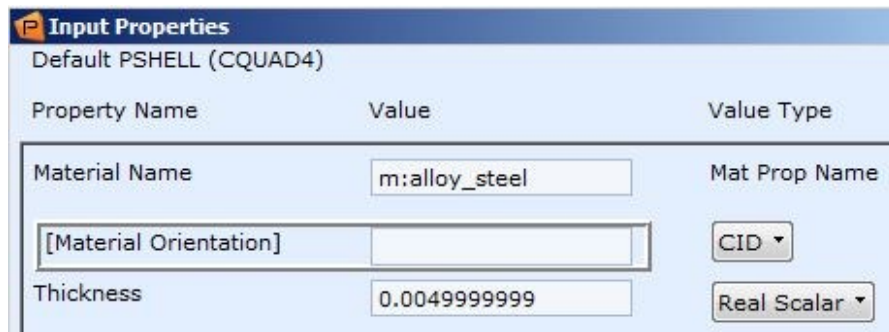 P Input Properties
Default PSHELL (CQUAD4)
Property Name Value Value Type
Material Name m:alloy_steel Mat Prop Name
[Material Orientation] CID
Thickness 0.0049999999 Real Scalar